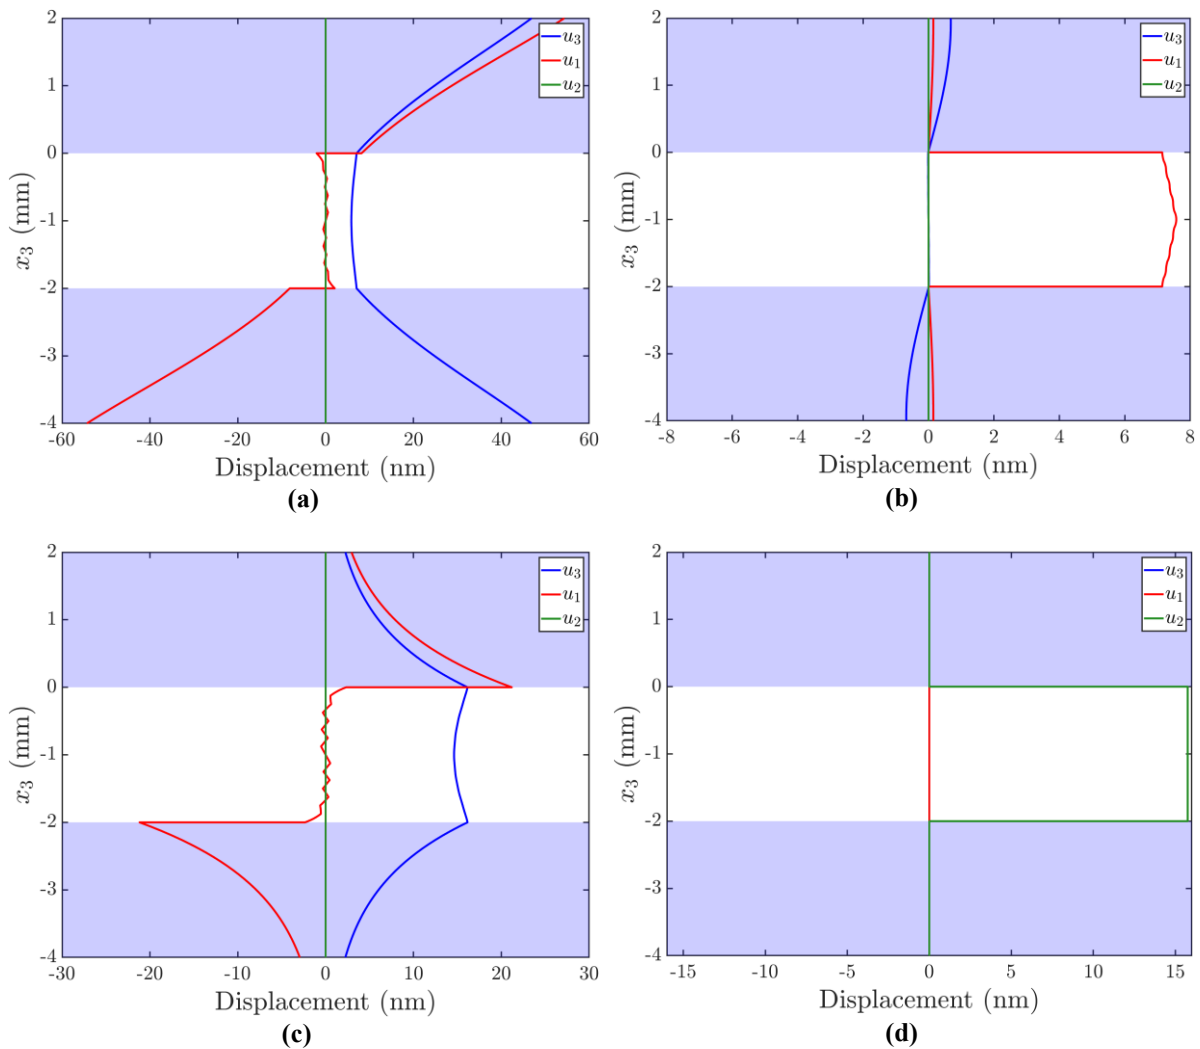 2
1
0
-1
-2
-3
-4
x3 (mm)
-60
-40
-20
0
20
40
60
Displacement (nm)
u3
u1
u2
(a)
2
1
0
-1
-2
-3
-4
x3 (mm)
-8
-6
-4
-2
0
2
4
6
8
Displacement (nm)
u3
u1
u2
(b)
2
1
0
-1
-2
-3
-4
x3 (mm)
-30
-20
-10
0
10
20
30
Displacement (nm)
u3
u1
u2
(c)
2
1
0
-1
-2
-3
-4
x3 (mm)
-15
-10
-5
0
5
10
15
Displacement (nm)
u3
u1
u2
(d)